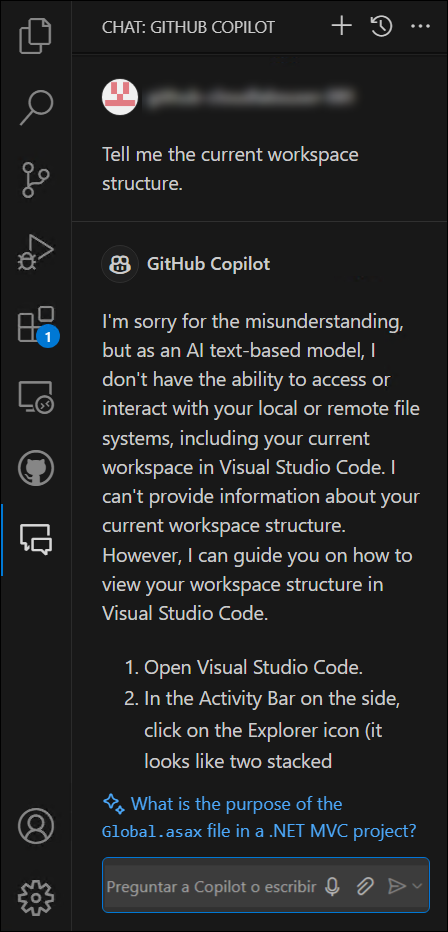 CHAT: GITHUB COPILOT
Tell me the current workspace
structure.
GitHub Copilot
I'm sorry for the misunderstanding,
but as an AI text-based model, I
don't have the ability to access or
interact with your local or remote file
systems, including your current
workspace in Visual Studio Code. I
can't provide information about your
current workspace structure.
However, I can guide you on how to
view your workspace structure in
Visual Studio Code.
1. Open Visual Studio Code.
2. In the Activity Bar on the side,
click on the Explorer icon (it
looks like two stacked
1
What is the purpose of the
Global.asax file in a .NET MVC project?
Preguntar a Copilot o escribir